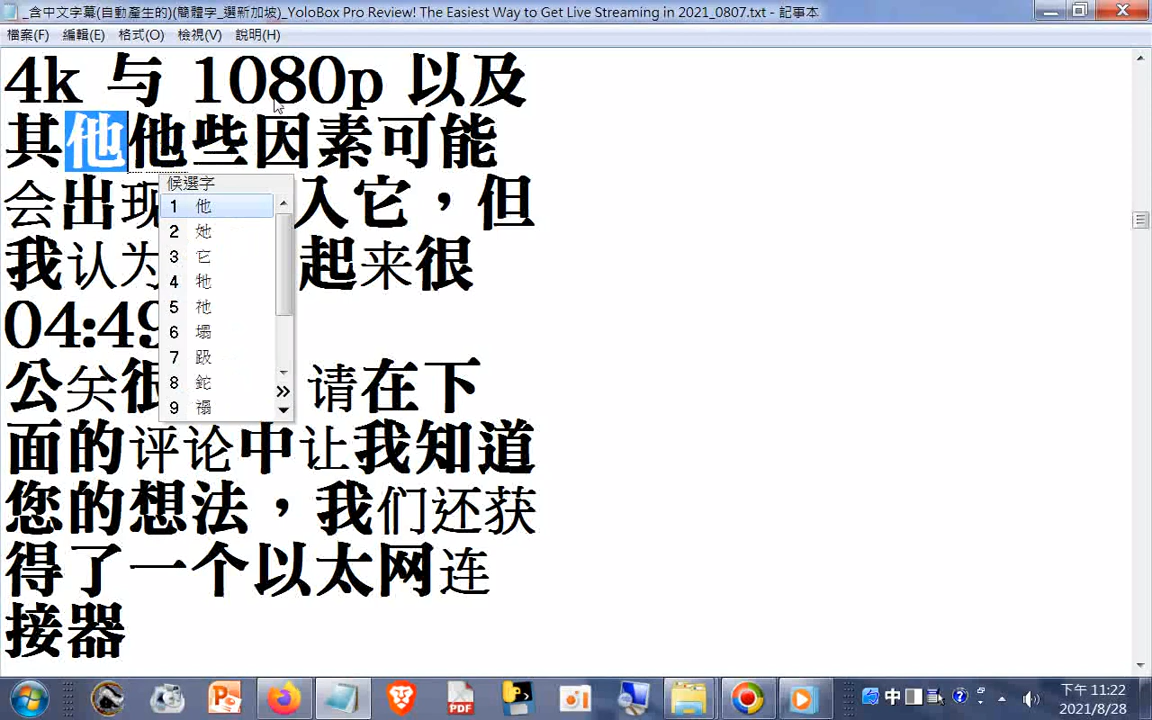 _含中文字幕(自動產生的)(簡體字_選新加坡)_YoloBox Pro Review! The Easiest Way to Get Live Streaming in 2021_0807.txt - 記事本
檔案(F) 編輯(E) 格式(O) 檢視(V) 說明(H)
4k 与 1080p 以及
其他他些因素可能
会出现 入它，但
我认为 起来很
04:49
公关很 请在下
面的评论中让我知道
您的想法，我们还获
得了一个以太网连
接器
候選字
1 他
2 她
3 它
4 牠
5 祂
6 塌
7 趿
8 鉈
9 褟
中
下午 11:22
2021/8/28